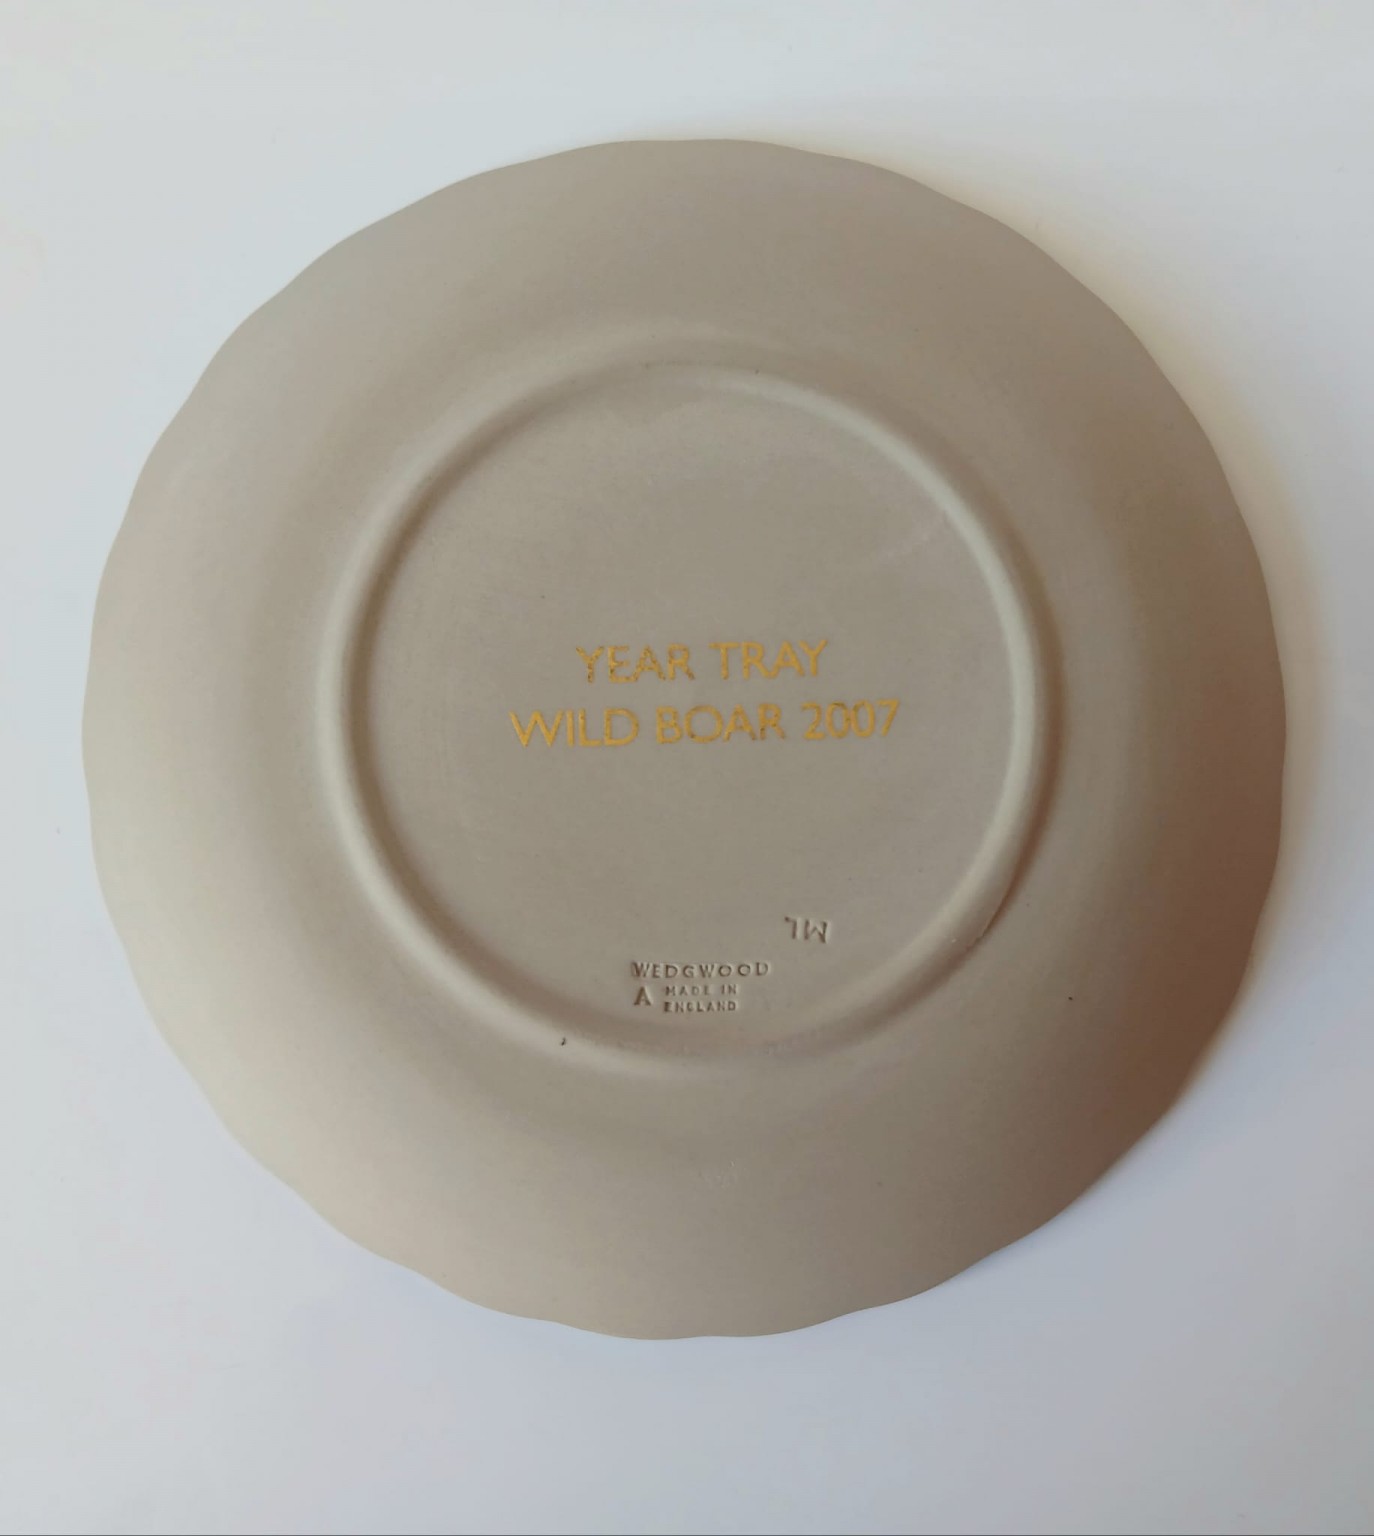 YEAR TRAY
WILD BOAR 2007
ML
WEDGWOOD
A MADE IN
ENGLAND